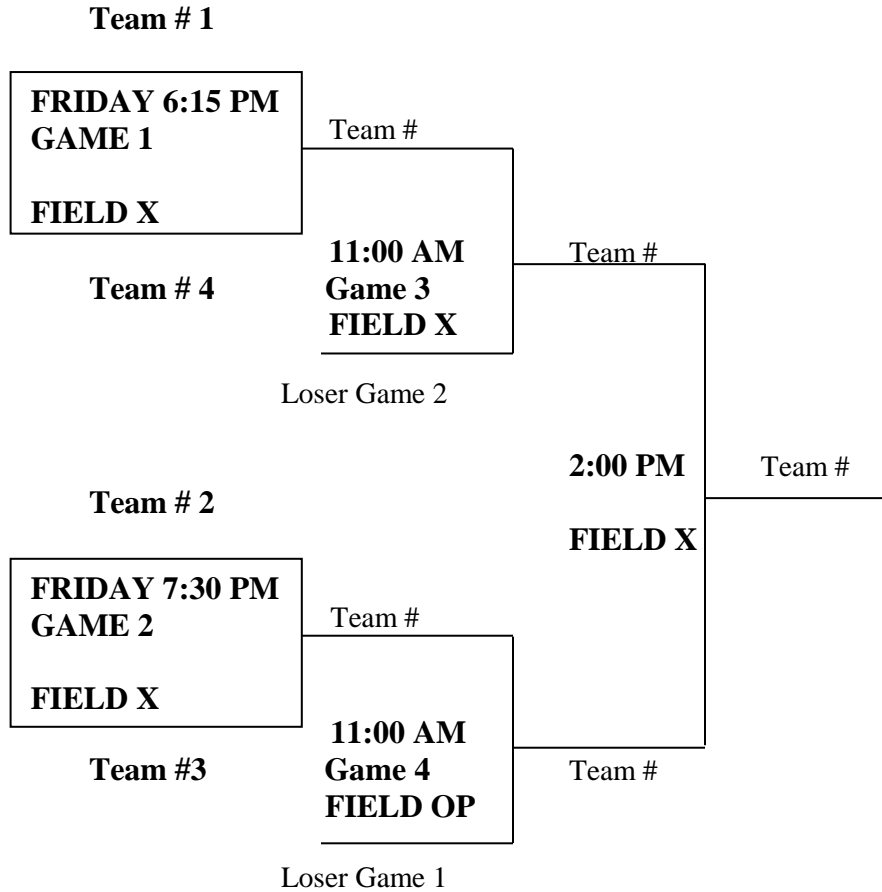 Team # 1
FRIDAY 6:15 PM
GAME 1
FIELD X
Team # 4
Team #
11:00 AM
Game 3
FIELD X
Loser Game 2
Team #
Team # 2
FRIDAY 7:30 PM
GAME 2
FIELD X
Team #3
Team #
11:00 AM
Game 4
FIELD OP
Loser Game 1
Team #
2:00 PM
FIELD X
Team #